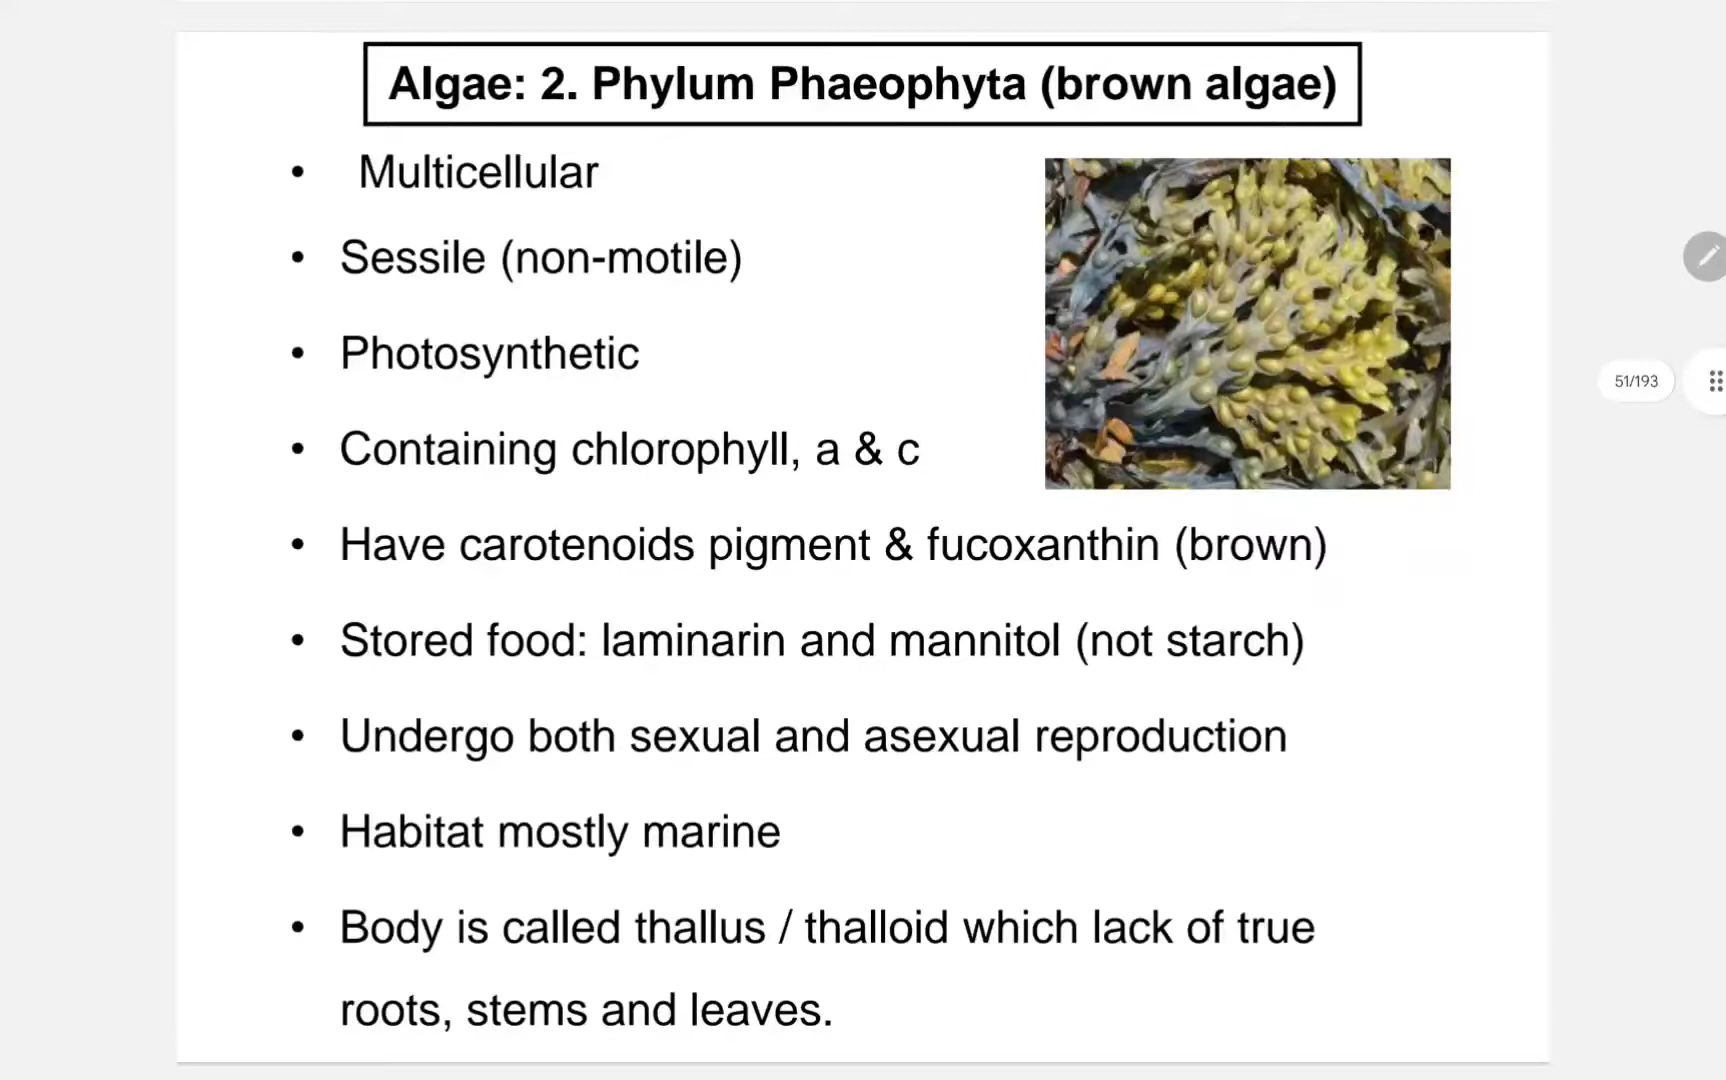 Algae: 2. Phylum Phaeophyta (brown algae)
• Multicellular
• Sessile (non-motile)
• Photosynthetic
• Containing chlorophyll, a & c
• Have carotenoids pigment & fucoxanthin (brown)
• Stored food: laminarin and mannitol (not starch)
• Undergo both sexual and asexual reproduction
• Habitat mostly marine
• Body is called thallus / thalloid which lack of true
roots, stems and leaves.
51/193